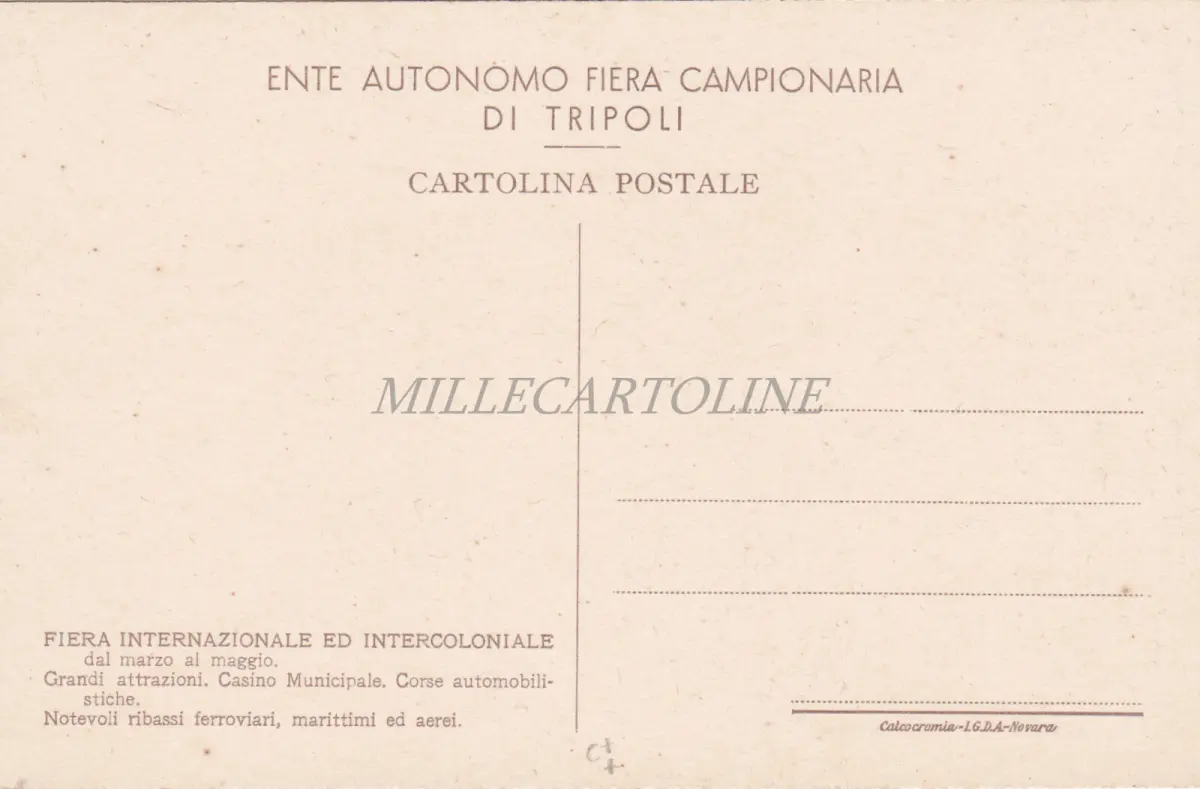 ENTE AUTONOMO FIERA CAMPIONARIA
DI TRIPOLI
CARTOLINA POSTALE
MILLECARTOLINE
FIERA INTERNAZIONALE ED INTERCOLONIALE
dal marzo al maggio.
Grandi attrazioni. Casino Municipale. Corse automobili-
stiche.
Notevoli ribassi ferroviari, marittimi ed aerei.
Calcocromia-I.G.D.A.-Novara
C++